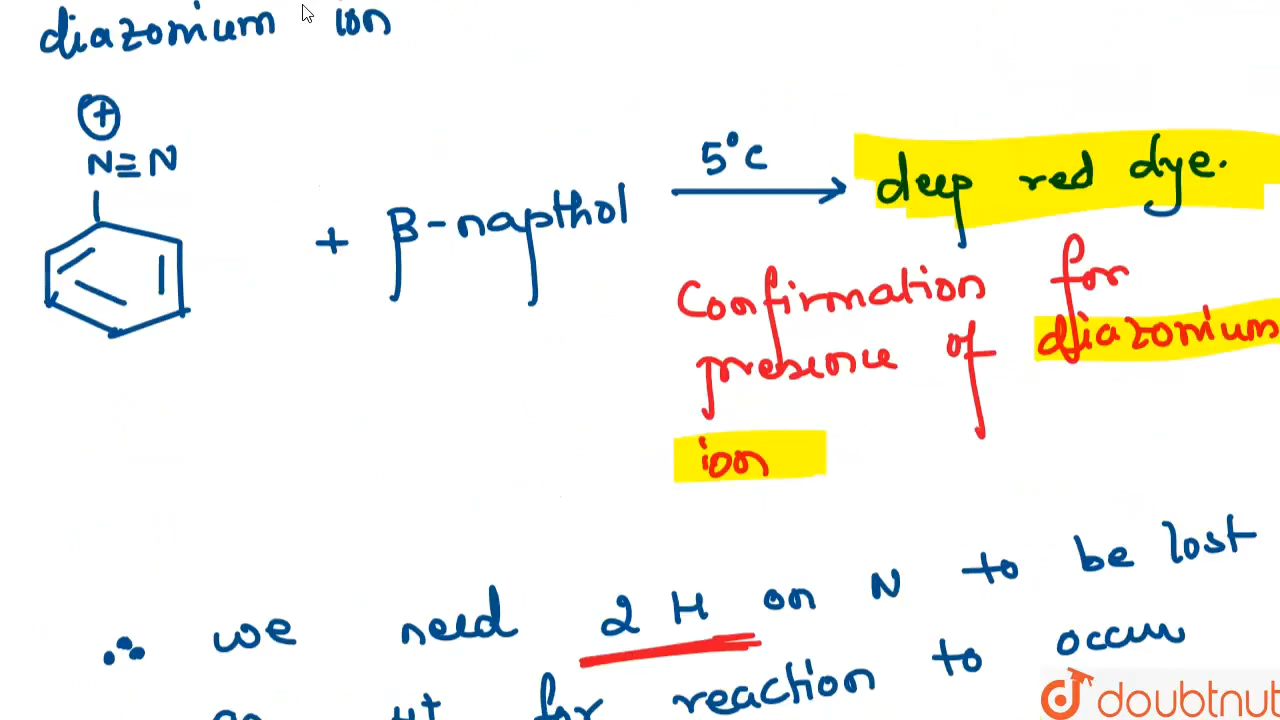 diazonium ion
⊕
N≡N
+ β-napthol
5°C
deep red dye.
Confirmation for
presence of diazonium
ion
∴ we need 2 H on N to be lost
for reaction to occur
doubtnut